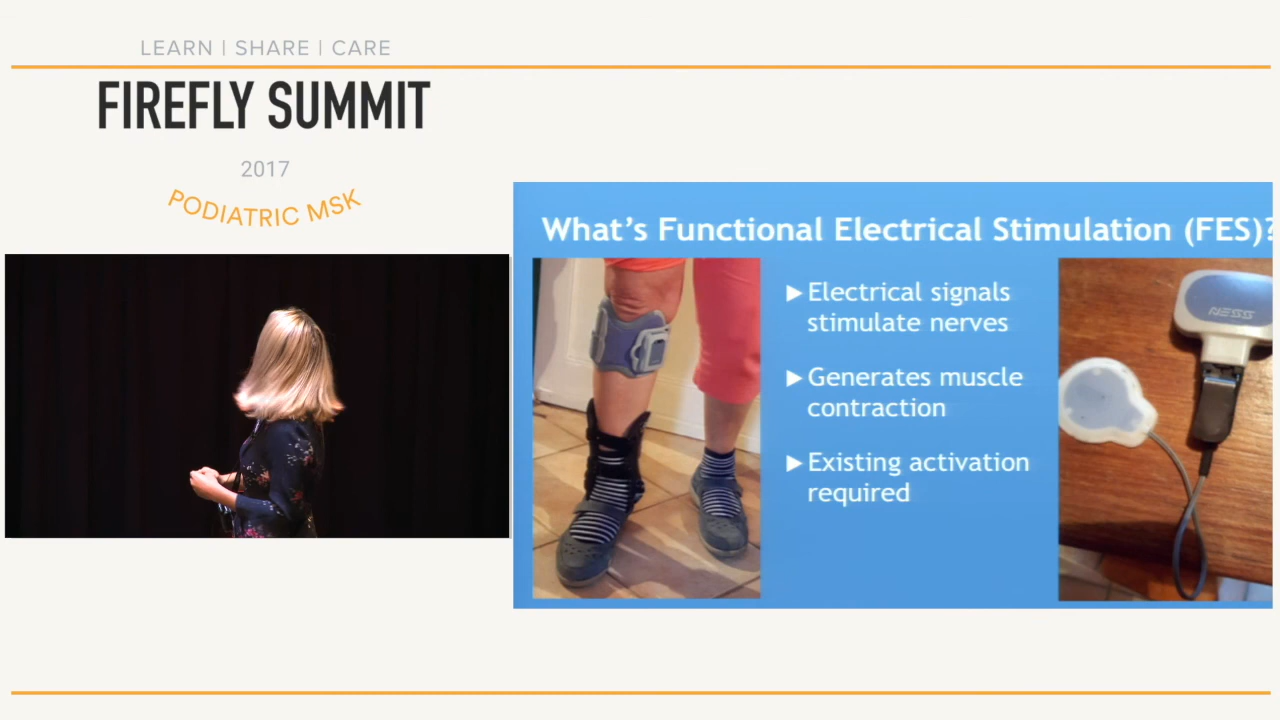 LEARN | SHARE | CARE
FIREFLY SUMMIT
2017
PODIATRIC MSK
What's Functional Electrical Stimulation (FES)?
►Electrical signals
stimulate nerves
►Generates muscle
contraction
►Existing activation
required
NESS